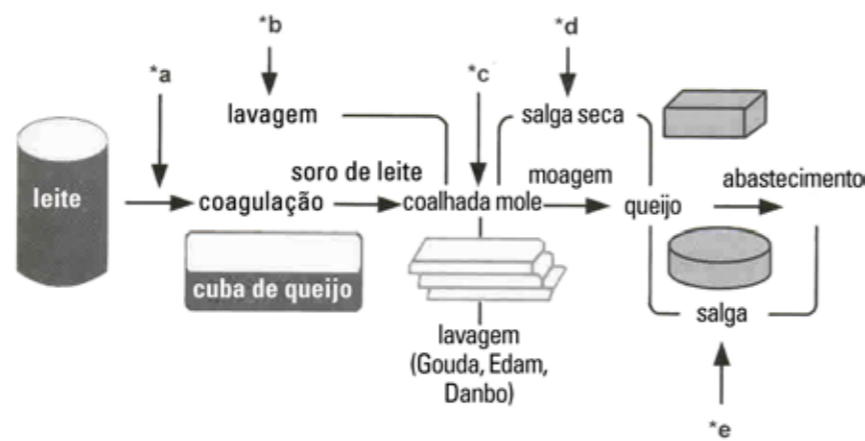 *b
*d
*a
*c
lavagem
salga seca
leite
soro de leite
moagem
abastecimento
coagulação
coalhada mole
queijo
cuba de queijo
salga
lavagem
(Gouda, Edam,
Danbo)
*e